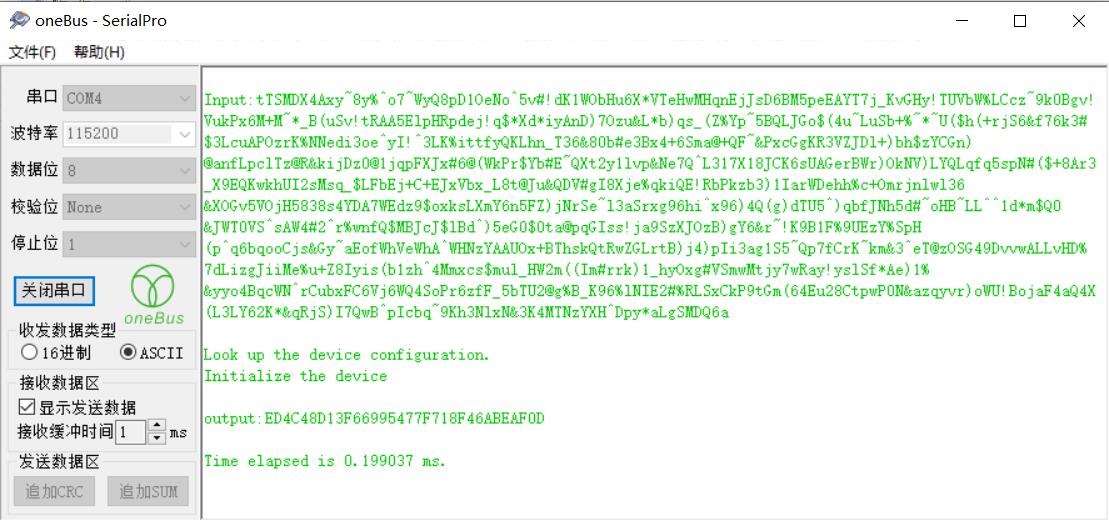 oneBus - SerialPro
文件(F) 帮助(H)
串口 COM4
波特率 115200
数据位 8
校验位 None
停止位 1
关闭串口
oneBus
收发数据类型
16进制 ASCII
接收数据区
显示发送数据
接收缓冲时间 1 ms
发送数据区
追加CRC 追加SUM
Input:tTSMDX4Axy~8y%^o7~WyQ8pD1OeNo^5v#!dK1WObHu6X*VTeHwMHqnEjJsD6BM5peEAYT7j_KvGHy!TUVbW%LCcz~9k0Bgv!
VukPx6M+M~*_B(uSv!tRAA5ElpHRpdej!q$*Xd*iyAnD)7Ozu&L*b)qs_(Z%Yp~5BQLJGo$(4u~LuSb+%~*~U($h(+rjS6&f76k3#
$3LcuAPOzrK%NNedi3oe^yI!^3LK%ittfyQKLhn_T36&8Ob#e3Bx4+6Sma@+QF~&PxcGgKR3VZJDl+)bh$zYCGn)
@anfLpclTz@R&kijDz0@1jqpFXJx#6@(WkPr$Yb#E~QXt2y1lvp&Ne7Q^L317X18JCK6sUAGerBWr)OkNV)LYQLqfq5spN#($+8Ar3
_X9EQKwkhUI2sMsq_$LFbEj+C+EJxVbx_L8t@Ju&QDV#gI8Xje%qkiQE!RbPkzb3)1IarWDehh%c+Omrjnlwl36
&XOGv5VOjH5838s4YDA7WEdz9$oxksLXmY6n5FZ)jNrSe~l3aSrxg96hi^x96)4Q(g)dTU5^)qbfJNh5d#~oHB~LL^^1d*m$Q0
&JWT0VS^sAW4#2^r%wnfQ$MBJcJ$lBd^)5eG0$0ta@pqGIss!ja9SzXJOzB)gY6&r~!K9B1F%9UEzY%SpH
(p^q6bqooCjs&Gy~aEofWhVeWhA^WHNzYAAUOx+BThskQtRwZGLrtB)j4)pIi3ag1S5~Qp7fCrK~km&3^eT@zOSG49DvvwALLvHD%
7dLizgJiiMe%u+Z8Iyis(b1zh^4Mmxcs$mul_HW2m((Im#rrk)1_hyOxg#VSmwMtjy7wRay!yslSf*Ae)1%
&yyo4BqcWN^rCubxFC6Vj6WQ4SoPr6zfF_5bTU2@g%B_K96%lNIE2#%RLSxCkP9tGm(64Eu28CtpwP0N&azqyvr)oWU!BojaF4aQ4X
(L3LY62K*&qRjS)I7QwB^pIcbq~9Kh3NlxN&3K4MTNzYXH^Dpy*aLgSMDQ6a
Look up the device configuration.
Initialize the device
output:ED4C48D13F66995477F718F46ABEAF0D
Time elapsed is 0.199037 ms.